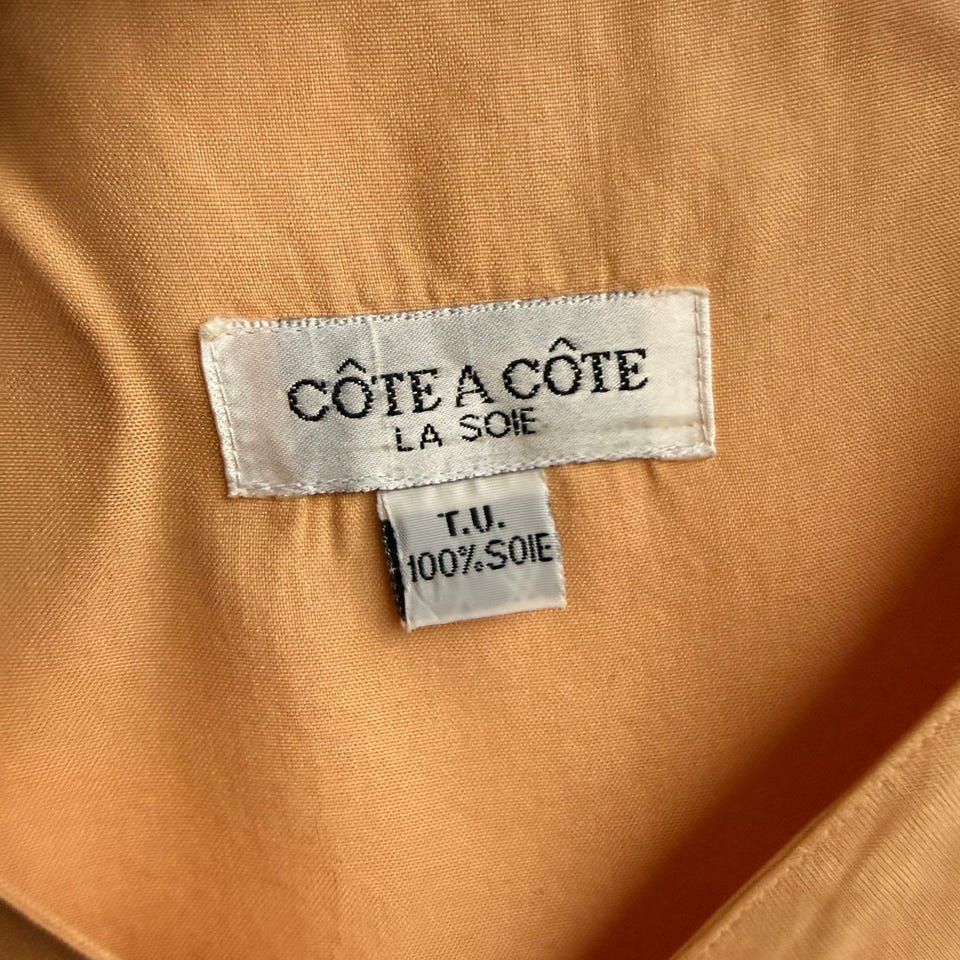 CÔTE A CÔTE
LA SOIE
T.U.
100%SOIE